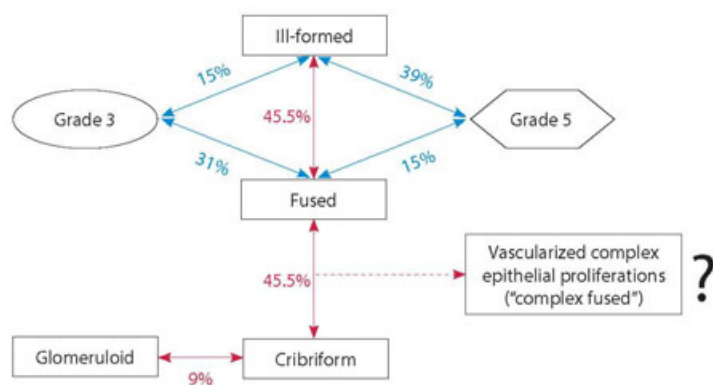 Ill-formed
15%
39%
Grade 3
45.5%
Grade 5
31%
15%
Fused
45.5%
Vascularized complex
epithelial proliferations
("complex fused")
?
Glomeruloid
9%
Cribriform